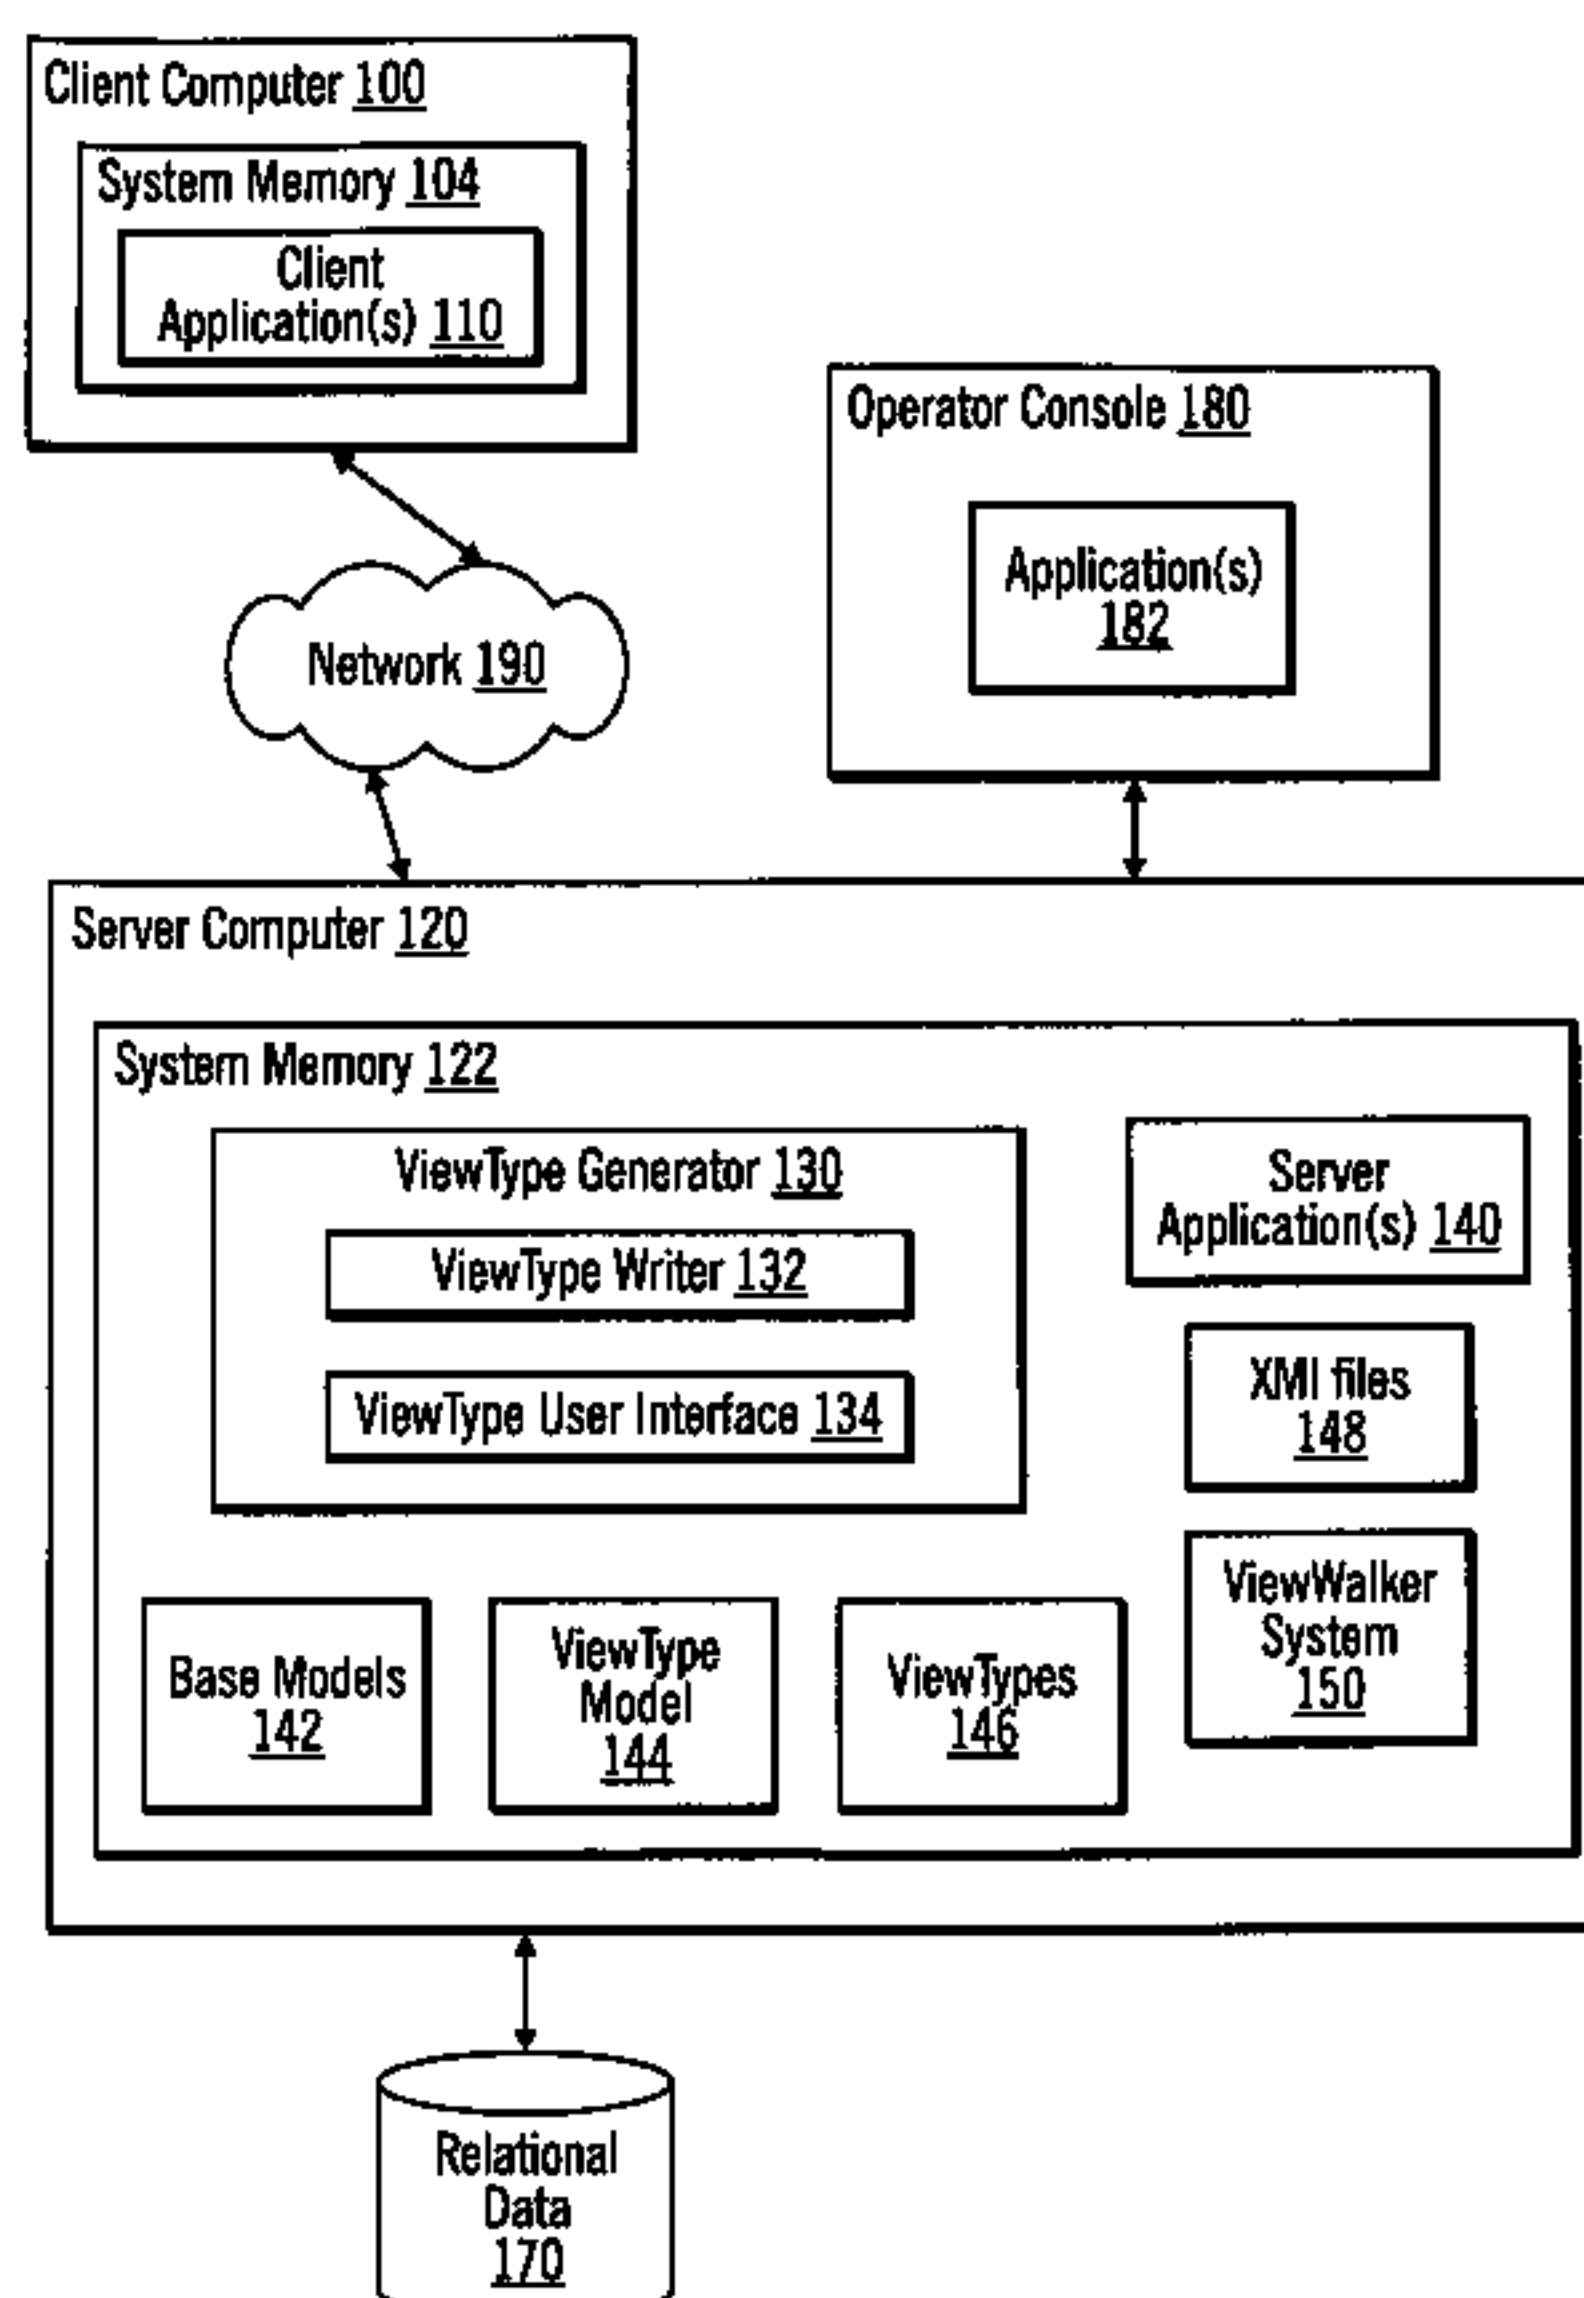 Client Computer 100
System Memory 104
Client
Application(s) 110
Operator Console 180
Application(s)
182
Network 190
Server Computer 120
System Memory 122
ViewType Generator 130
ViewType Writer 132
ViewType User Interface 134
Server
Application(s) 140
XMI files
148
ViewWalker
System
150
Base Models
142
ViewType
Model
144
ViewTypes
146
Relational
Data
170